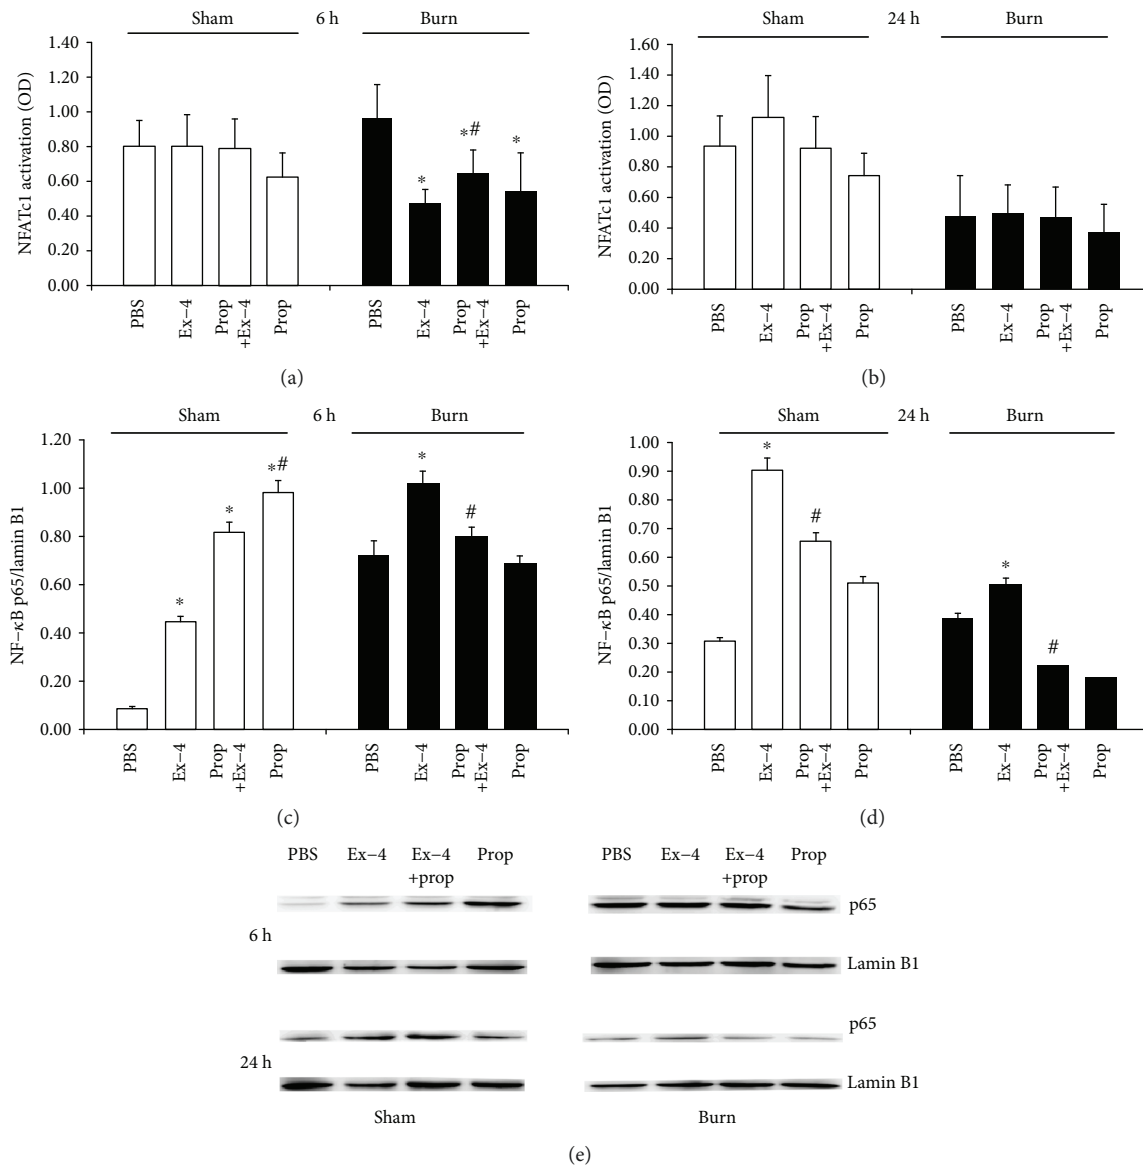 Sham 6 h Burn
NFATc1 activation (OD)
1.40
1.20
1.00
0.80
0.60
0.40
0.20
0.00
* *# *
PBS Ex−4 Prop +Ex−4 Prop PBS Ex−4 Prop +Ex−4 Prop
(a)
Sham 24 h Burn
NFATc1 activation (OD)
1.60
1.40
1.20
1.00
0.80
0.60
0.40
0.20
0.00
PBS Ex−4 Prop +Ex−4 Prop PBS Ex−4 Prop +Ex−4 Prop
(b)
Sham 6 h Burn
NF−κB p65/lamin B1
1.20
1.00
0.80
0.60
0.40
0.20
0.00
* * *# * #
PBS Ex−4 Prop +Ex−4 Prop PBS Ex−4 Prop +Ex−4 Prop
(c)
Sham 24 h Burn
NF−κB p65/lamin B1
1.00
0.90
0.80
0.70
0.60
0.50
0.40
0.30
0.20
0.10
0.00
* # * #
PBS Ex−4 Prop +Ex−4 Prop PBS Ex−4 Prop +Ex−4 Prop
(d)
PBS Ex−4 Ex−4 Prop PBS Ex−4 Ex−4 Prop
+prop +prop
p65
6 h
Lamin B1
p65
24 h
Lamin B1
Sham Burn
(e)